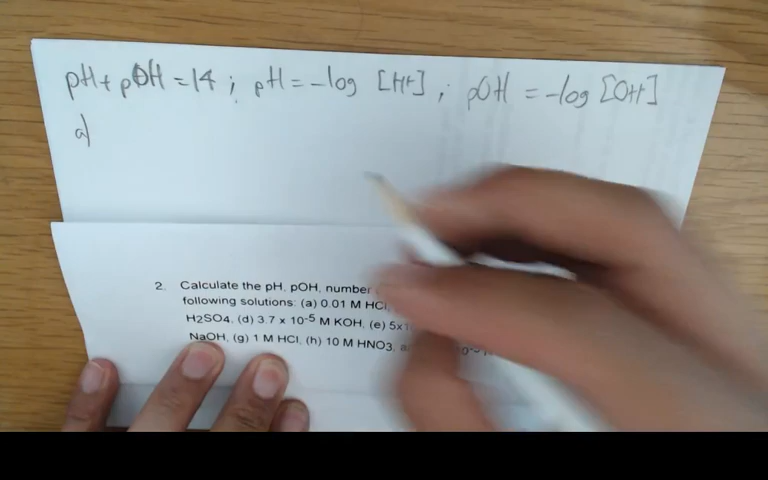 pH + pOH = 14 ; pH = -log [H+] ; pOH = -log [OH]
a)
2. Calculate the pH, pOH, number
following solutions: (a) 0.01 M HCl,
H2SO4, (d) 3.7 x 10-5 M KOH, (e) 5x1
NaOH, (g) 1 M HCl, (h) 10 M HNO3,